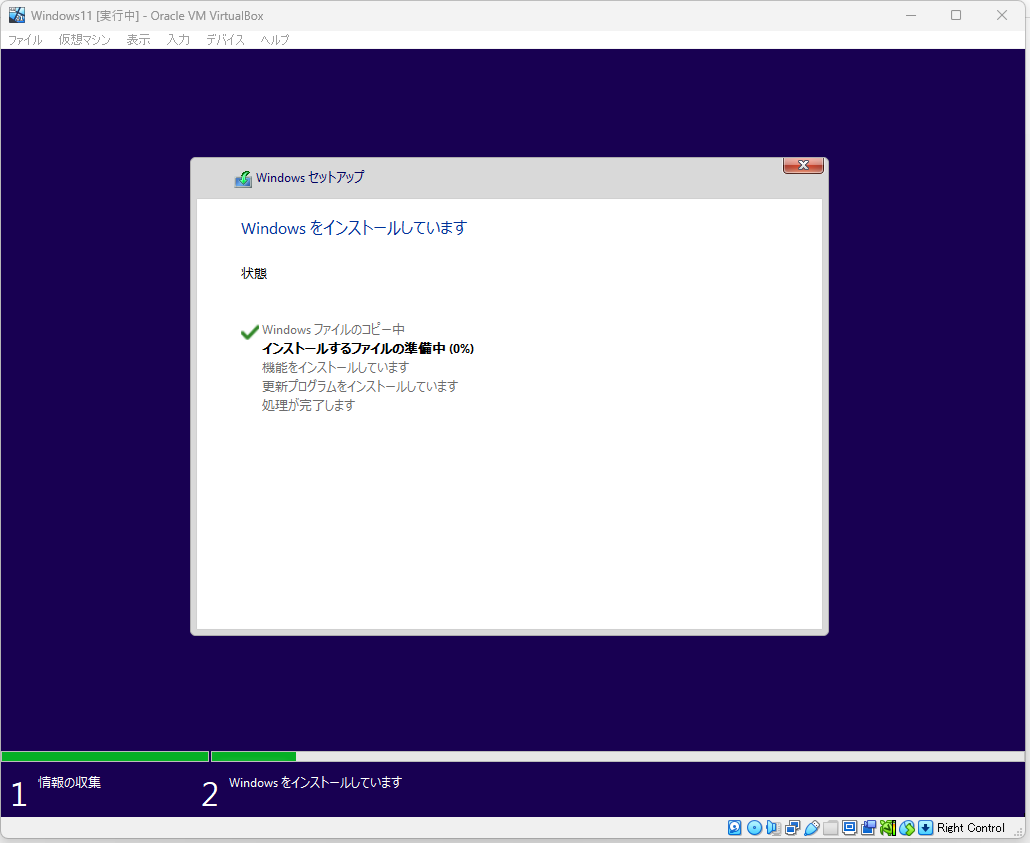 Windows11 [実行中] - Oracle VM VirtualBox
ファイル 仮想マシン 表示 入力 デバイス ヘルプ
Windows セットアップ
Windows をインストールしています
状態
Windows ファイルのコピー中
インストールするファイルの準備中 (0%)
機能をインストールしています
更新プログラムをインストールしています
処理が完了します
1 情報の収集
2 Windows をインストールしています
Right Control